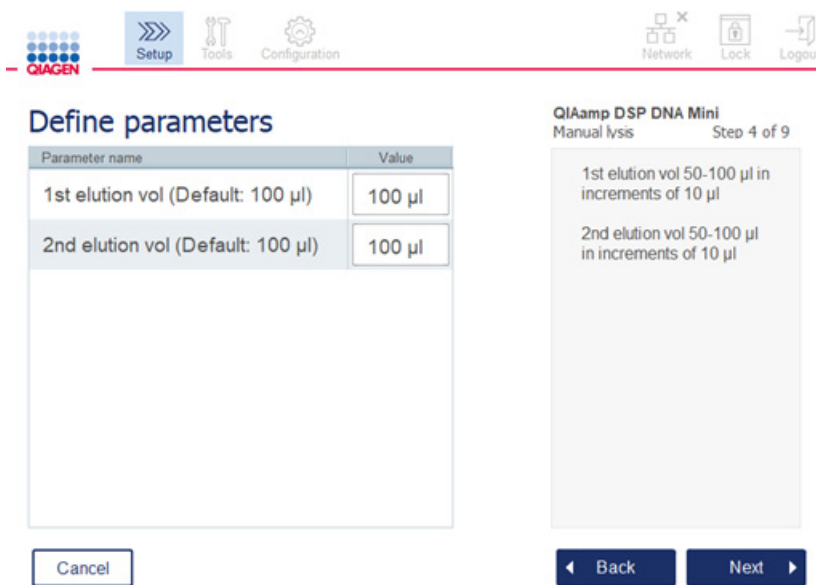 QIAGEN
Setup
Tools
Configuration
Network
Lock
Logou
Define parameters
Parameter name Value
1st elution vol (Default: 100 µl) 100 µl
2nd elution vol (Default: 100 µl) 100 µl
QIAamp DSP DNA Mini
Manual lysis Step 4 of 9
1st elution vol 50-100 µl in
increments of 10 µl
2nd elution vol 50-100 µl
in increments of 10 µl
Cancel
Back
Next